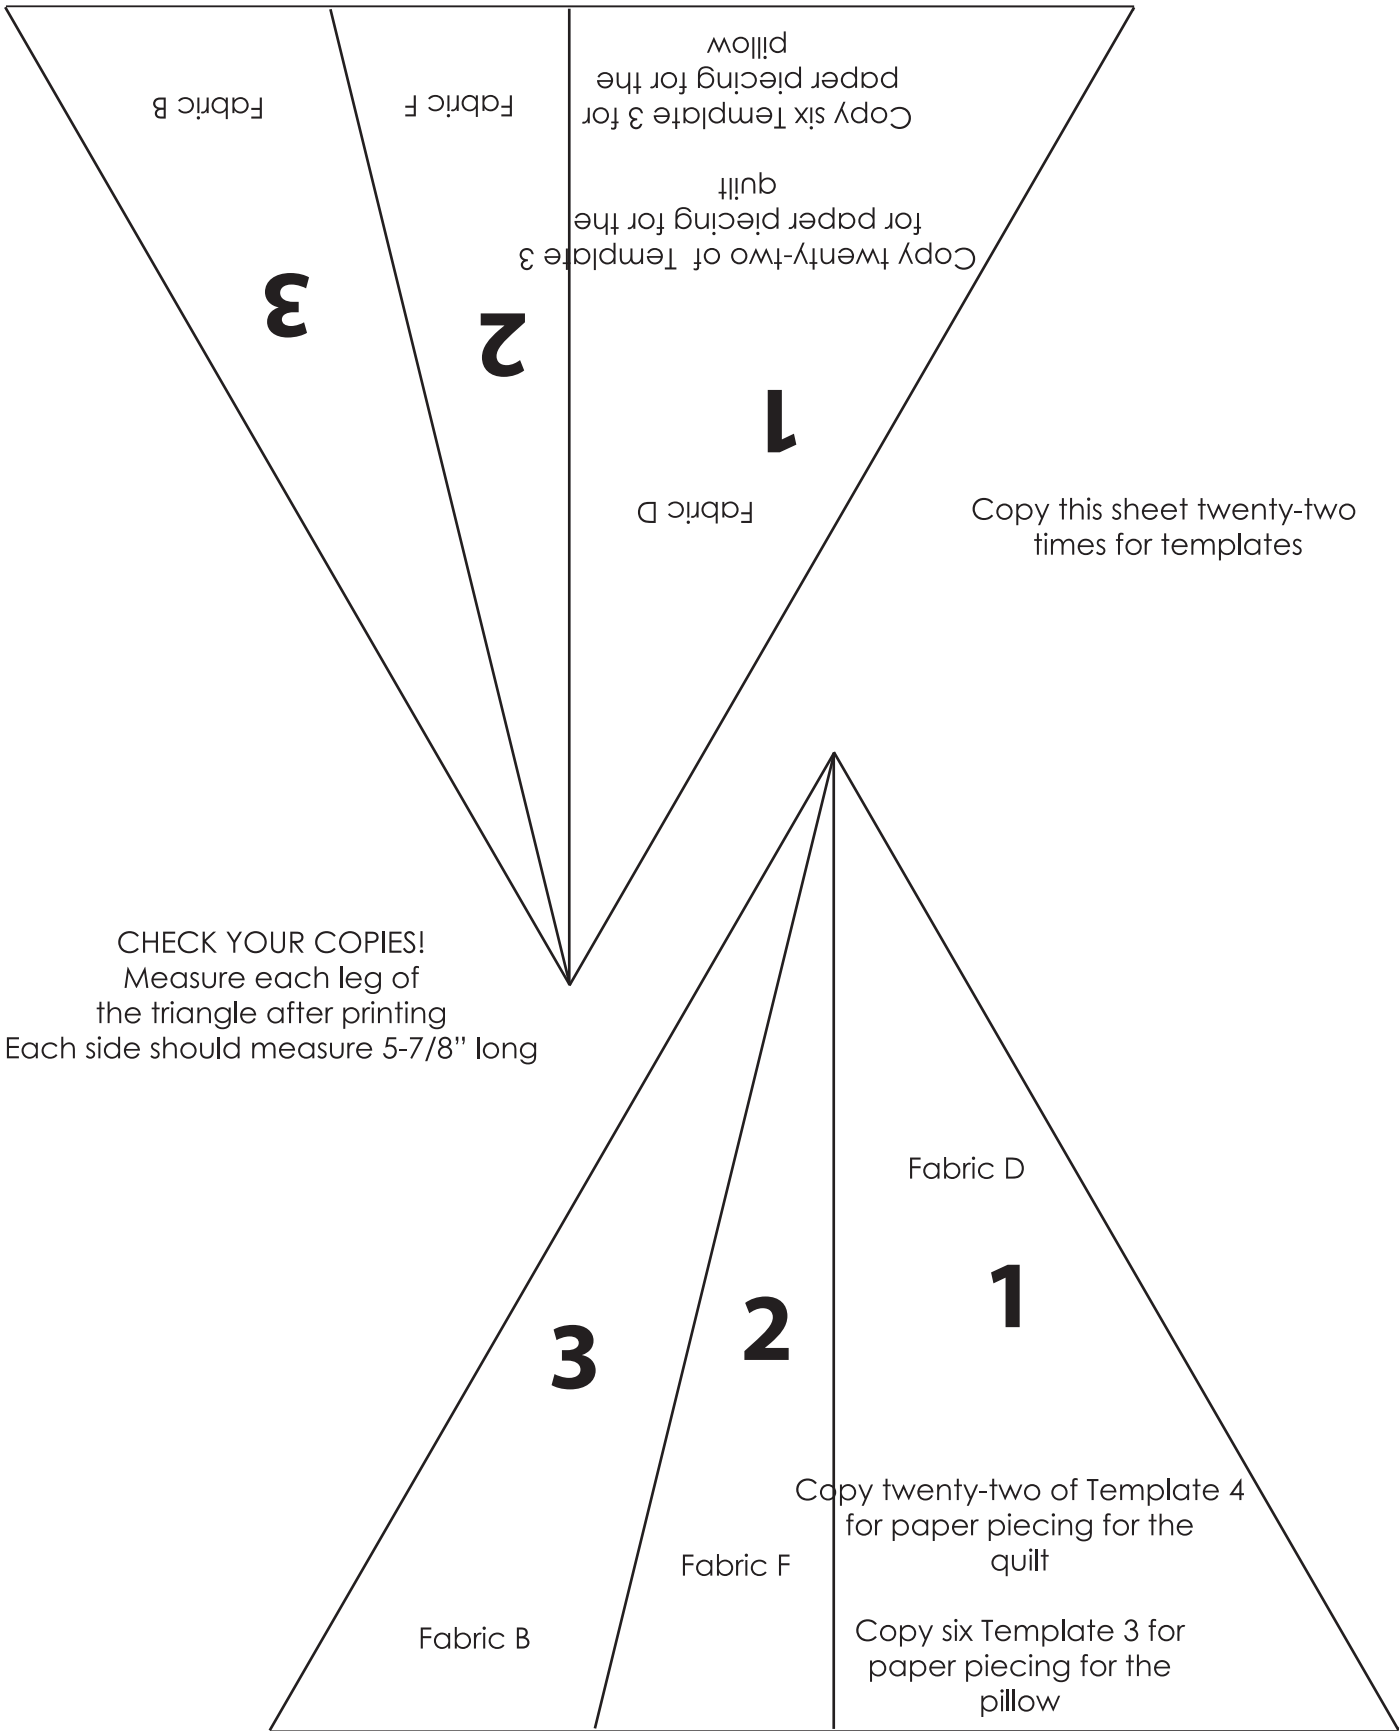 Fabric D
1
2
3
Copy twenty-two of Template 3
for paper piecing for the
quilt
Copy six Template 3 for
paper piecing for the
pillow
Fabric F
Fabric B
Copy this sheet twenty-two
times for templates
CHECK YOUR COPIES!
Measure each leg of
the triangle after printing
Each side should measure 5-7/8” long
Fabric D
1
2
3
Copy twenty-two of Template 4
for paper piecing for the
quilt
Fabric F
Fabric B
Copy six Template 3 for
paper piecing for the
pillow